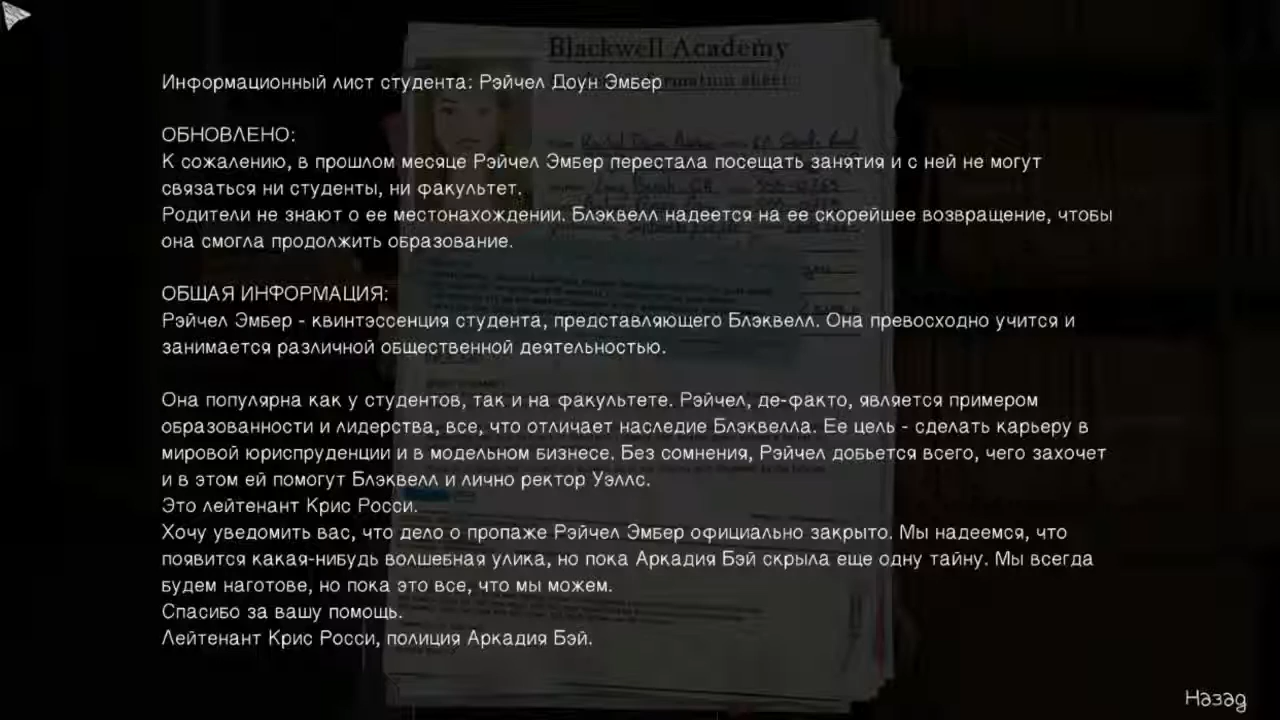 Blackwell Academy
Информационный лист студента: Рэйчел Доун Эмбер
ОБНОВЛЕНО:
К сожалению, в прошлом месяце Рэйчел Эмбер перестала посещать занятия и с ней не могут
связаться ни студенты, ни факультет.
Родители не знают о ее местонахождении. Блэквелл надеется на ее скорейшее возвращение, чтобы
она смогла продолжить образование.
ОБЩАЯ ИНФОРМАЦИЯ:
Рэйчел Эмбер - квинтэссенция студента, представляющего Блэквелл. Она превосходно учится и
занимается различной общественной деятельностью.
Она популярна как у студентов, так и на факультете. Рэйчел, де-факто, является примером
образованности и лидерства, все, что отличает наследие Блэквелла. Ее цель - сделать карьеру в
мировой юриспруденции и в модельном бизнесе. Без сомнения, Рэйчел добьется всего, чего захочет
и в этом ей помогут Блэквелл и лично ректор Уэллс.
Это лейтенант Крис Росси.
Хочу уведомить вас, что дело о пропаже Рэйчел Эмбер официально закрыто. Мы надеемся, что
появится какая-нибудь волшебная улика, но пока Аркадия Бэй скрыла еще одну тайну. Мы всегда
будем наготове, но пока это все, что мы можем.
Спасибо за вашу помощь.
Лейтенант Крис Росси, полиция Аркадия Бэй.
Назад